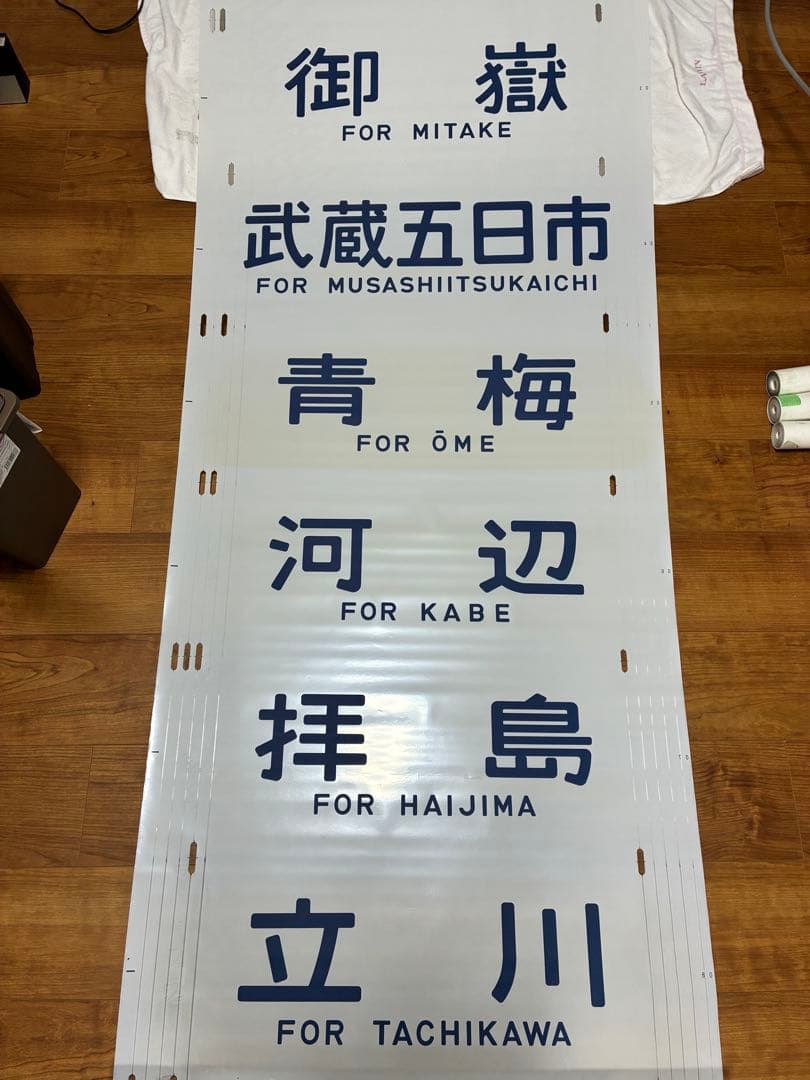 御嶽
FOR MITAKE
武蔵五日市
FOR MUSASHIITSUKAICHI
青梅
FOR ŌME
河辺
FOR KABE
拝島
FOR HAIJIMA
立川
FOR TACHIKAWA